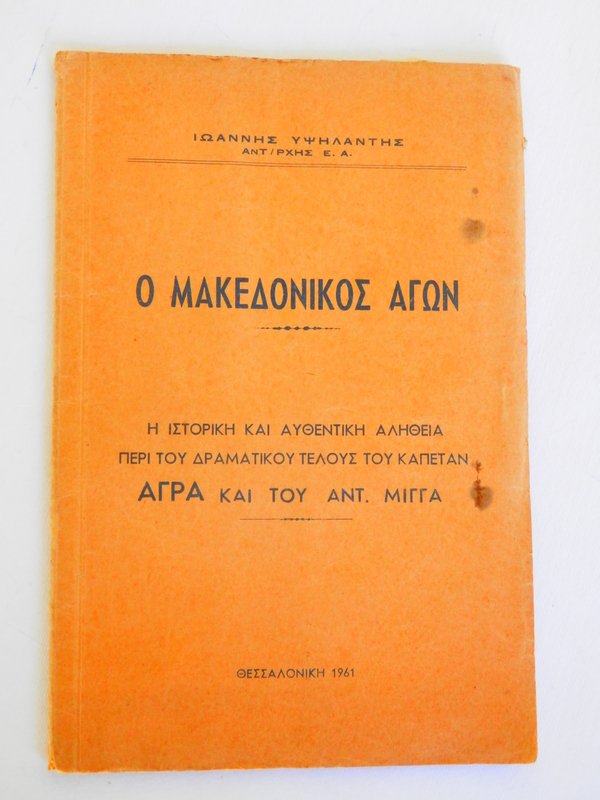 ΙΩΑΝΝΗΣ ΥΨΗΛΑΝΤΗΣ
ΑΝΤ/ΡΧΗΣ Ε. Α.
Ο ΜΑΚΕΔΟΝΙΚΟΣ ΑΓΩΝ
Η ΙΣΤΟΡΙΚΗ ΚΑΙ ΑΥΘΕΝΤΙΚΗ ΑΛΗΘΕΙΑ
ΠΕΡΙ ΤΟΥ ΔΡΑΜΑΤΙΚΟΥ ΤΕΛΟΥΣ ΤΟΥ ΚΑΠΕΤΑΝ
ΑΓΡΑ ΚΑΙ ΤΟΥ ΑΝΤ. ΜΙΓΓΑ
ΘΕΣΣΑΛΟΝΙΚΗ 1961